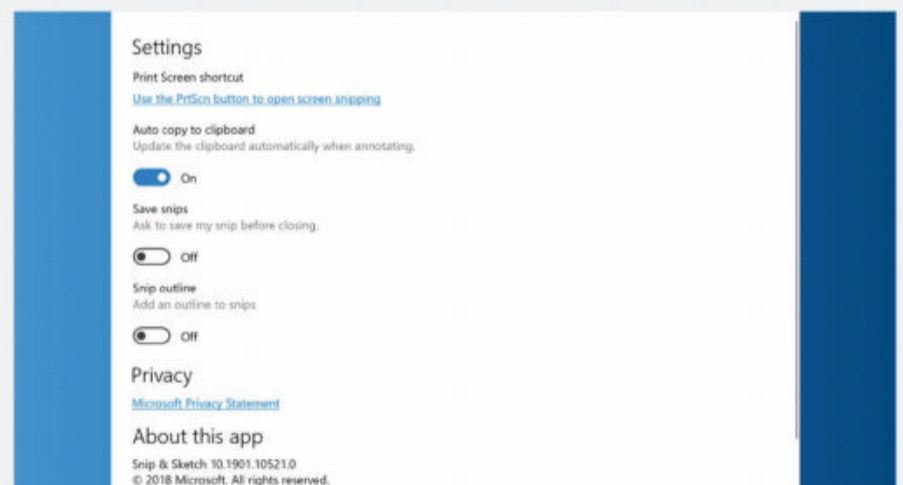 Settings
Print Screen shortcut
Use the PrtScn button to open screen snipping
Auto copy to clipboard
Update the clipboard automatically when annotating.
On
Save snips
Ask to save my snip before closing.
Off
Snip outline
Add an outline to snips
Off
Privacy
Microsoft Privacy Statement
About this app
Snip & Sketch 10.1901.10521.0
© 2018 Microsoft. All rights reserved.